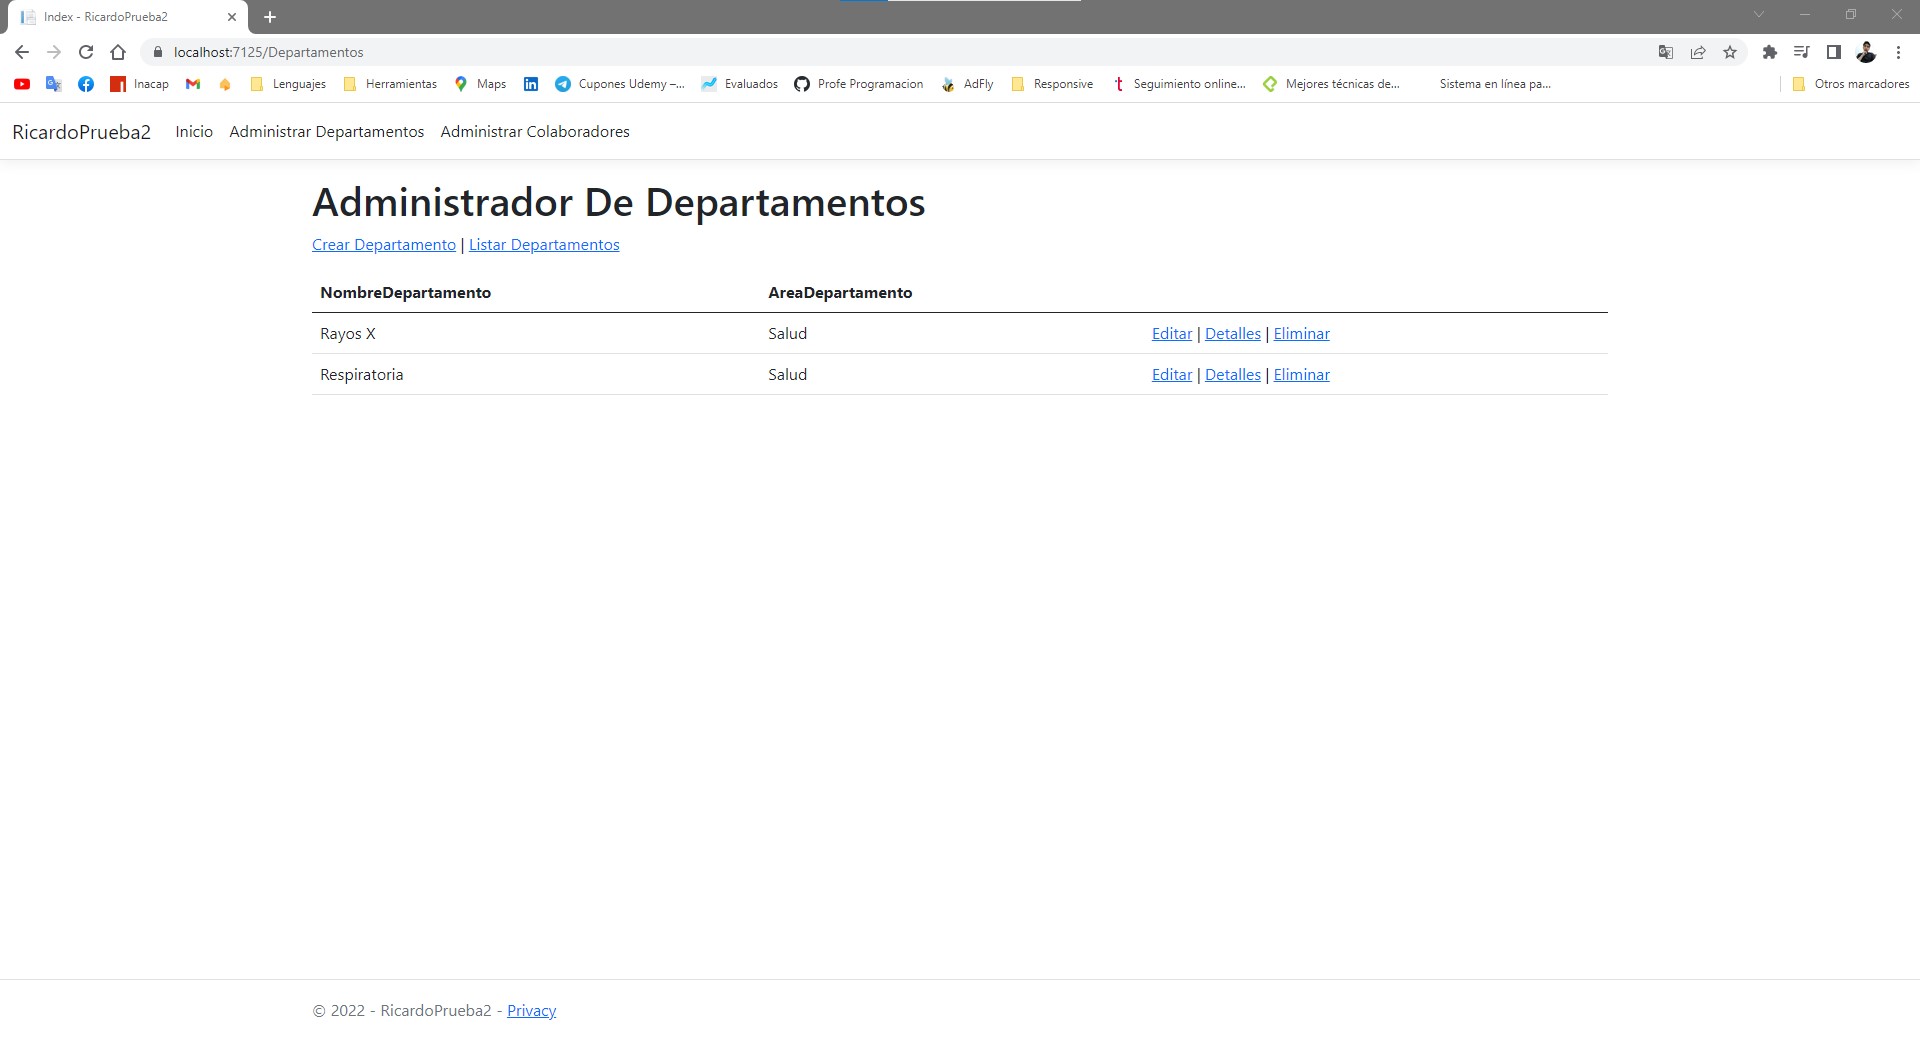 Index - RicardoPrueba2
localhost:7125/Departamentos
Inacap Lenguajes Herramientas Maps Cupones Udemy –... Evaluados Profe Programacion AdFly Responsive Seguimiento online... Mejores técnicas de... Sistema en línea pa... Otros marcadores
RicardoPrueba2 Inicio Administrar Departamentos Administrar Colaboradores
Administrador De Departamentos
Crear Departamento | Listar Departamentos
NombreDepartamento AreaDepartamento
Rayos X Salud Editar | Detalles | Eliminar
Respiratoria Salud Editar | Detalles | Eliminar
© 2022 - RicardoPrueba2 - Privacy